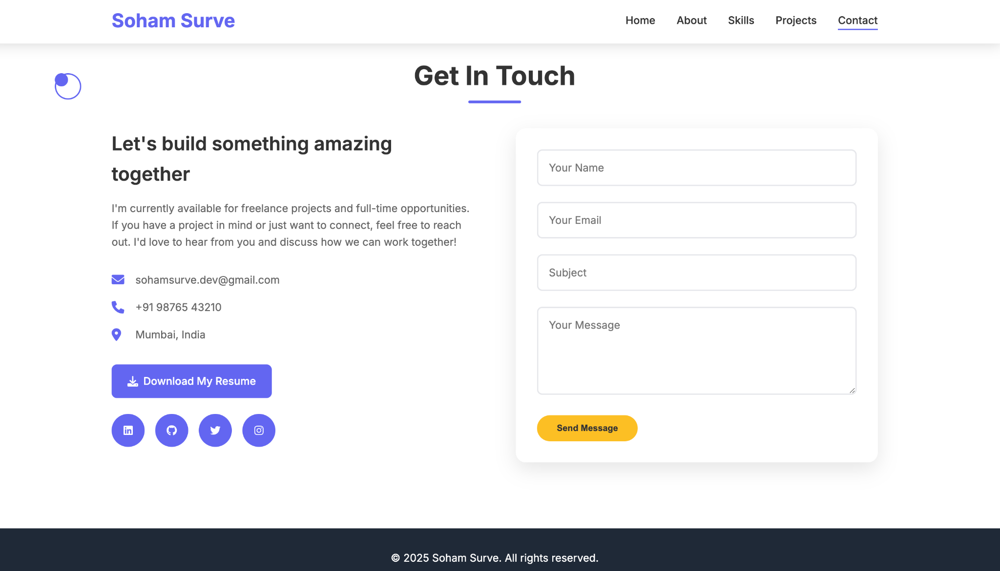 Soham Surve
Home
About
Skills
Projects
Contact
Get In Touch
Let's build something amazing
together
I'm currently available for freelance projects and full-time opportunities.
If you have a project in mind or just want to connect, feel free to reach
out. I'd love to hear from you and discuss how we can work together!
sohamsurve.dev@gmail.com
+91 98765 43210
Mumbai, India
Download My Resume
Your Name
Your Email
Subject
Your Message
Send Message
© 2025 Soham Surve. All rights reserved.